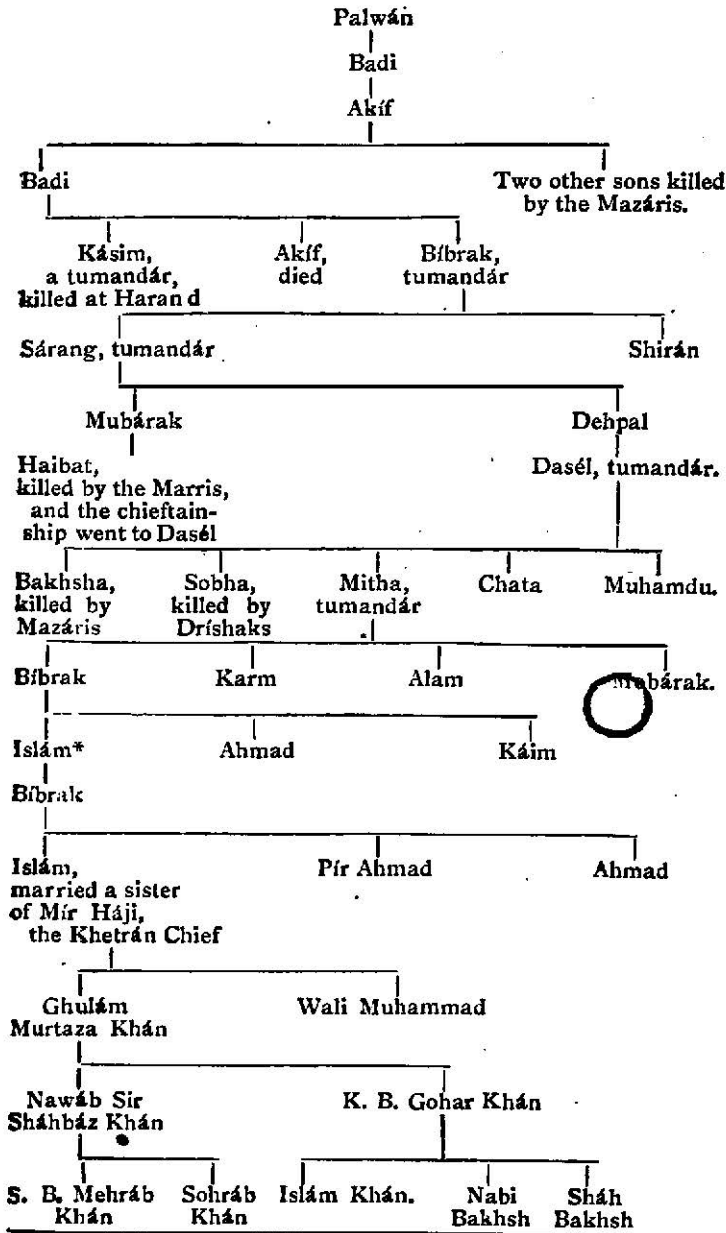 Palwán
Badi
Akíf
Badi Two other sons killed
by the Mazáris.
Kásim, Akíf, Bíbrak,
a tumandár, died tumandár
killed at Harand
Sárang, tumandár Shirán
Mubárak Dehpal
Haibat, Dasél, tumandár.
killed by the Marris,
and the chieftain-
ship went to Dasél
Bakhsha, Sobha, Mitha, Chata Muhamdu.
killed by killed by tumandár
Mazáris Dríshaks
Bíbrak Karm Alam Mubárak.
Islám* Ahmad Káim
Bíbrak
Islám, Pír Ahmad Ahmad
married a sister
of Mír Háji,
the Khetrán Chief
Ghulám Wali Muhammad
Murtaza Khán
Nawáb Sir K. B. Gohar Khán
Sháhbáz Khán
S. B. Mehráb Sohráb Islám Khán. Nabi Sháh
Khán Khán Bakhsh Bakhsh